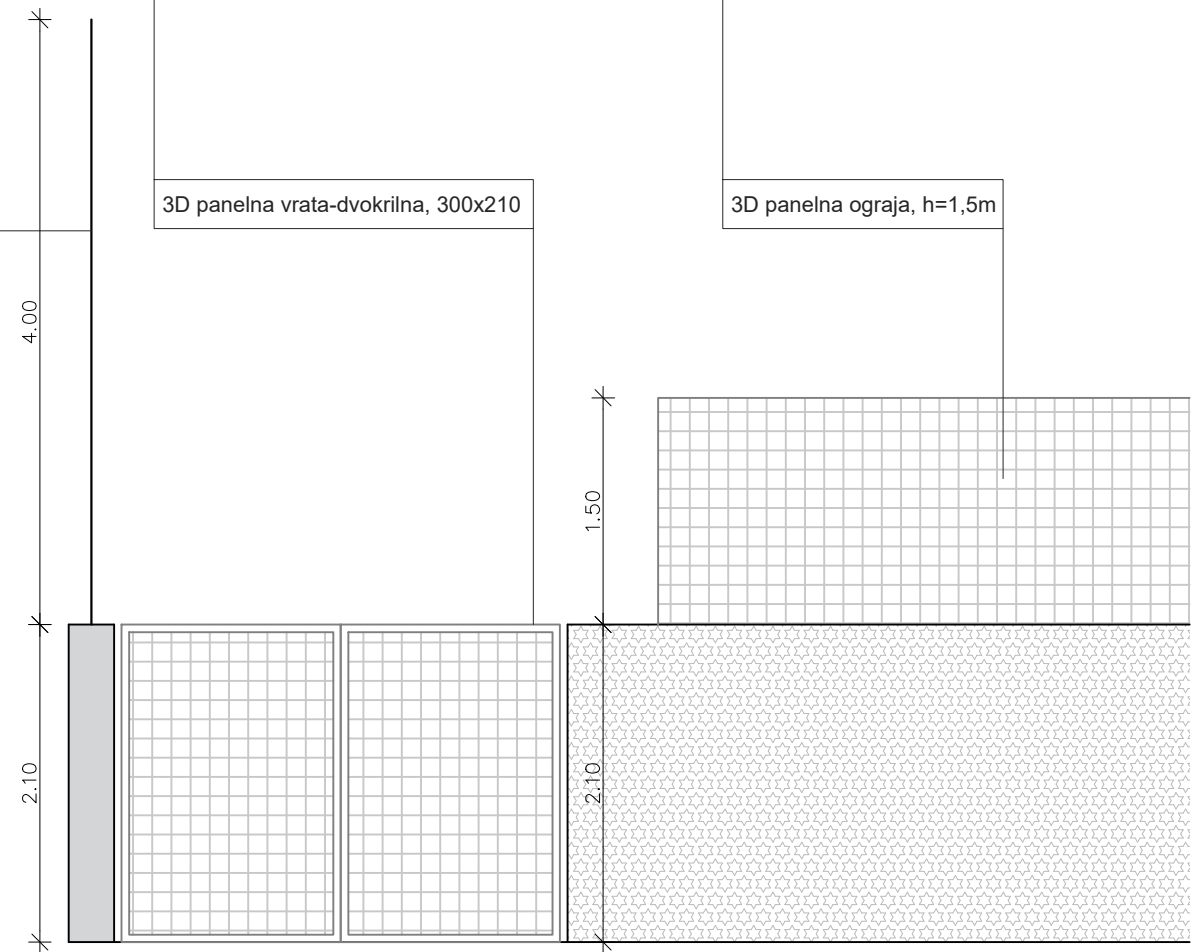 3D panelna vrata-dvokrilna, 300x210
3D panelna ograja, h=1,5m
4.00
1.50
2.10
2.10